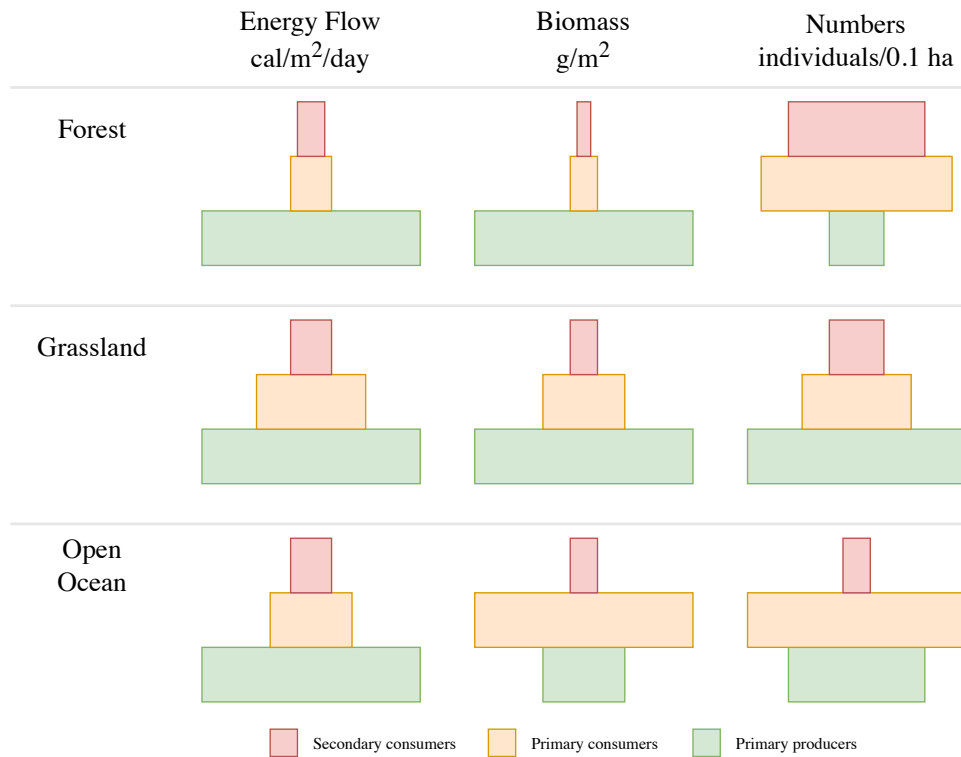 Energy Flow
cal/m²/day
Biomass
g/m²
Numbers
individuals/0.1 ha
Forest
Grassland
Open
Ocean
Secondary consumers
Primary consumers
Primary producers